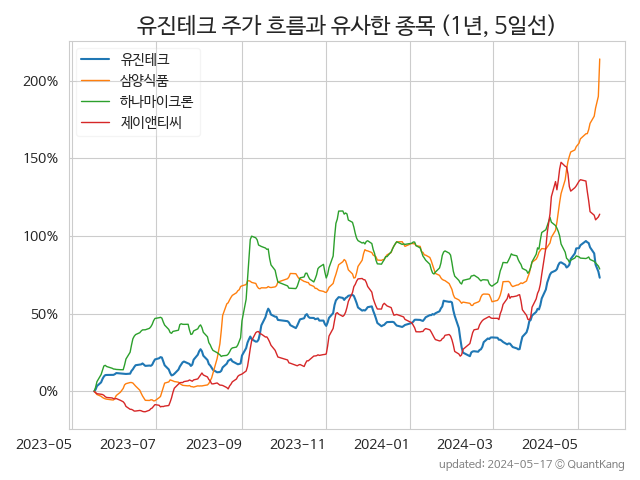 유진테크 주가 흐름과 유사한 종목 (1년, 5일선)
유진테크
삼양식품
하나마이크론
제이앤티씨
200%
150%
100%
50%
0%
2023-05 2023-07 2023-09 2023-11 2024-01 2024-03 2024-05
updated: 2024-05-17 © QuantKang